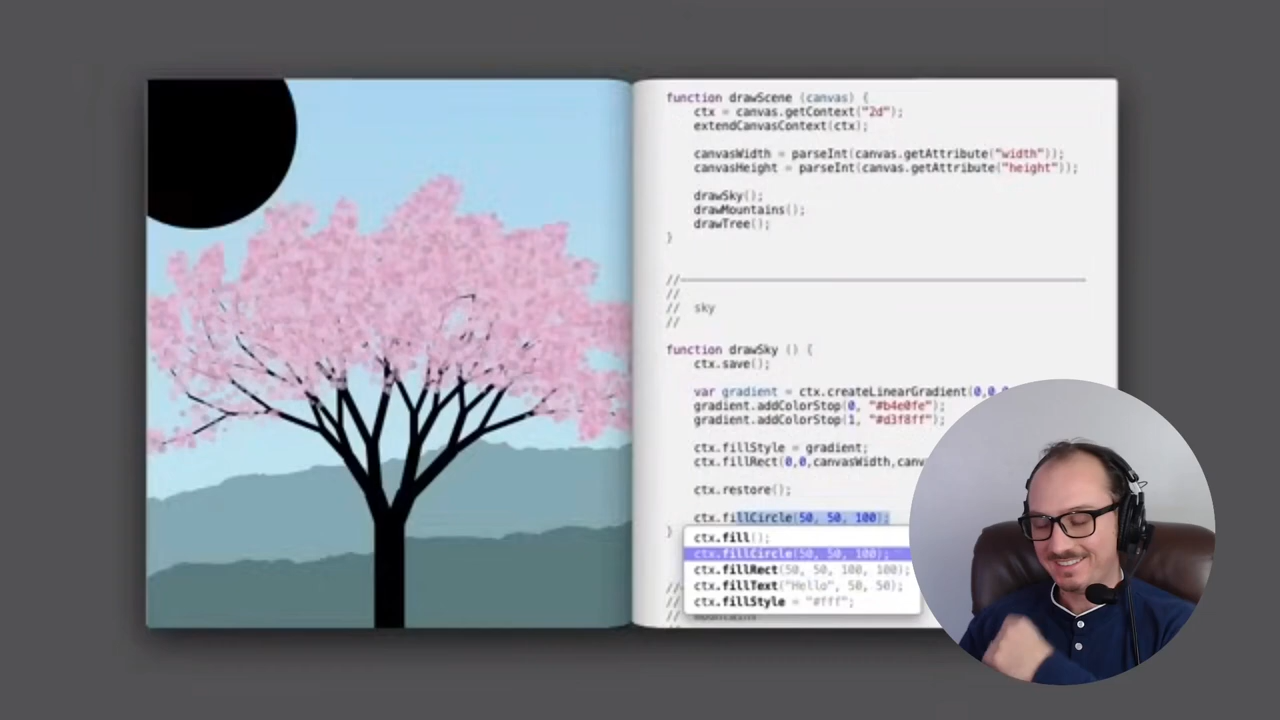 function drawScene (canvas) {
ctx = canvas.getContext("2d");
extendCanvasContext(ctx);
canvasWidth = parseInt(canvas.getAttribute("width"));
canvasHeight = parseInt(canvas.getAttribute("height"));
drawSky();
drawMountains();
drawTree();
}
//
//
// sky
//
function drawSky () {
ctx.save();
var gradient = ctx.createLinearGradient(0,0,0
gradient.addColorStop(0, "#b4e0fe");
gradient.addColorStop(1, "#d3f8ff");
ctx.fillStyle = gradient;
ctx.fillRect(0,0,canvasWidth,canv
ctx.restore();
ctx.fillCircle(50, 50, 100);
}
ctx.fill();
ctx.fillCircle(50, 50, 100);
ctx.fillRect(50, 50, 100, 100);
ctx.fillText("Hello", 50, 50);
ctx.fillStyle = "#fff";
//
//
// mountains
//